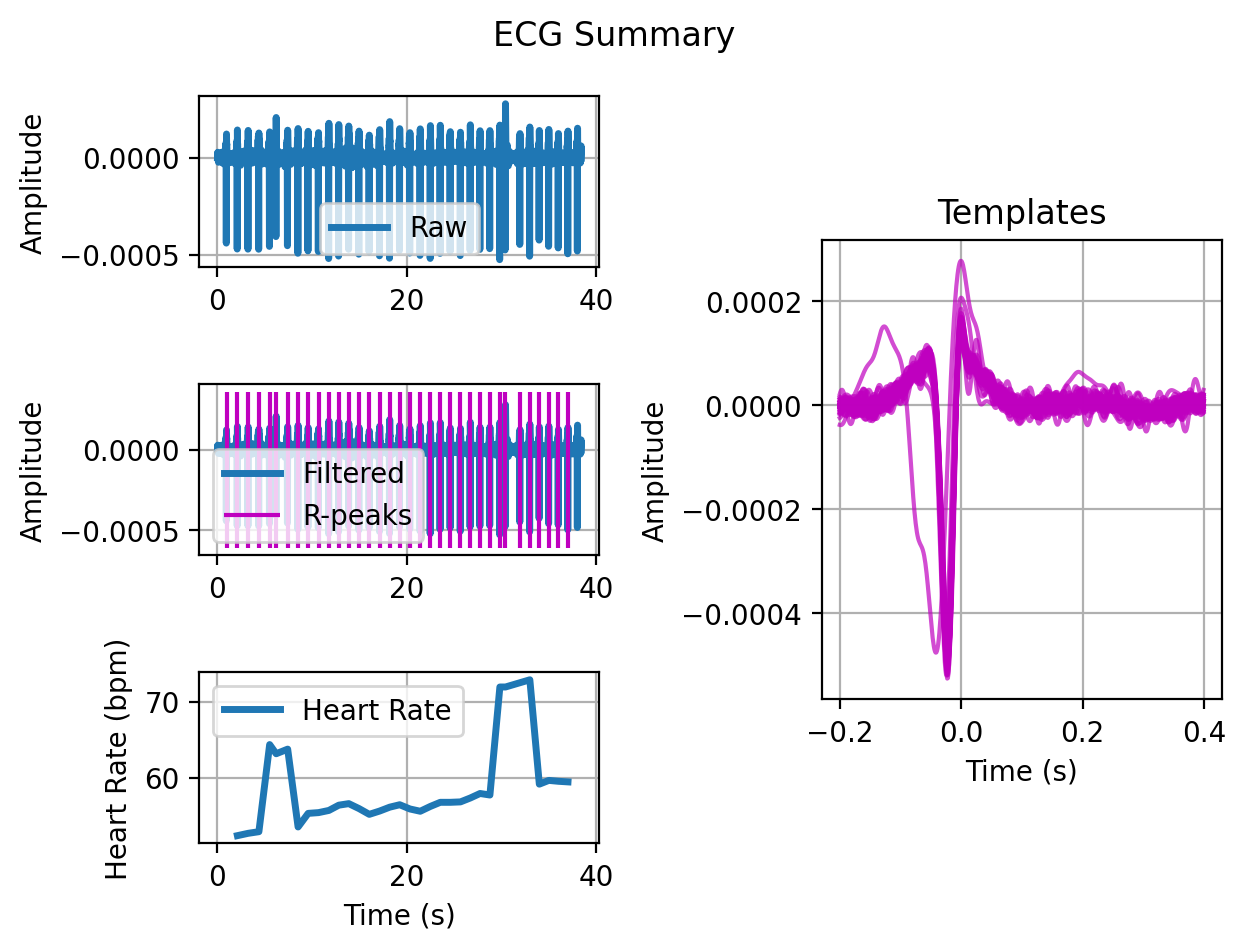 ECG Summary
Amplitude
0.0000
−0.0005
Raw
0 20 40
Amplitude
0.0000
−0.0005
Filtered
R-peaks
0 20 40
Heart Rate (bpm)
70
60
Heart Rate
0 20 40
Time (s)
Templates
Amplitude
0.0002
0.0000
−0.0002
−0.0004
−0.2 0.0 0.2 0.4
Time (s)